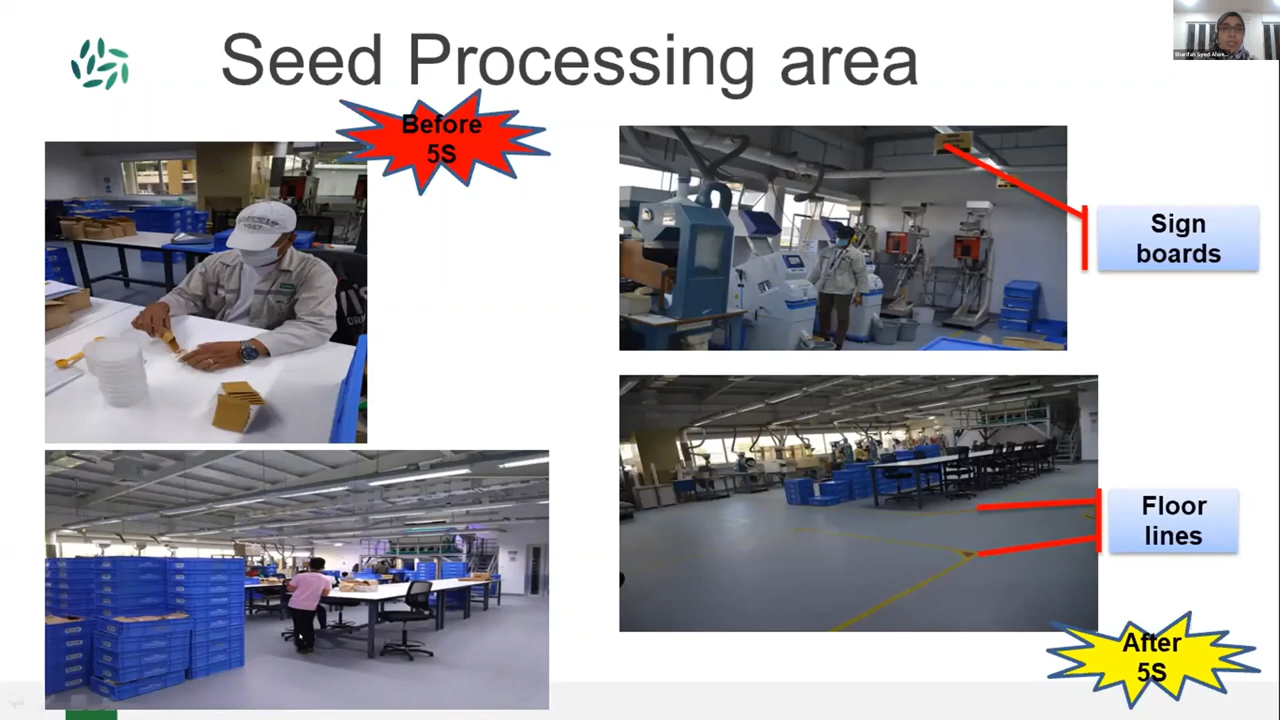 Seed Processing area
Before
5S
Sign
boards
Floor
lines
After
5S